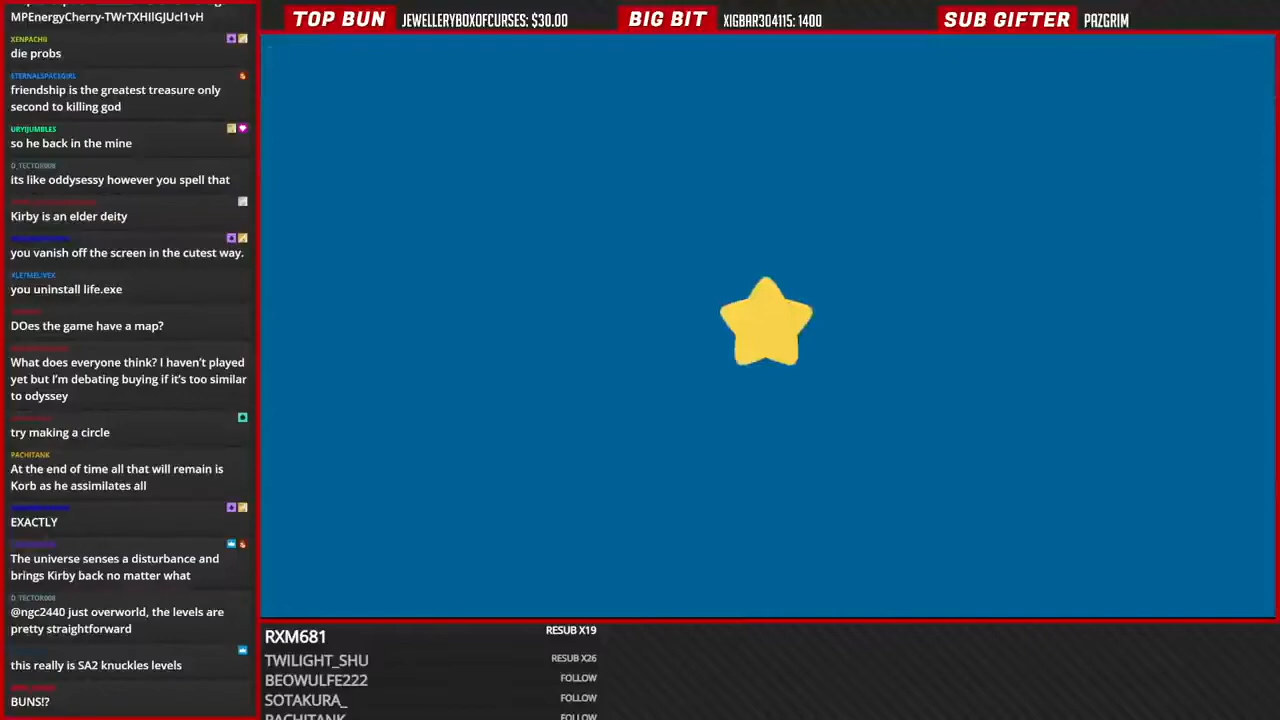 TOP BUN JEWELLERYBOXOFCURSES: $30.00 BIG BIT XIGBAR304115: 1400 SUB GIFTER PAZGRIM
MPEnergyCherry-TWrTXHIlGJUcl1vH
XENPACHII
die probs
ETERNALSPACEGIRL
friendship is the greatest treasure only
second to killing god
URYIJUMBLES
so he back in the mine
D_TECTOR008
its like oddysessy however you spell that
Kirby is an elder deity
you vanish off the screen in the cutest way.
XLETMELIVEX
you uninstall life.exe
DOes the game have a map?
What does everyone think? I haven't played
yet but I'm debating buying if it's too similar
to odyssey
try making a circle
PACHITANK
At the end of time all that will remain is
Korb as he assimilates all
EXACTLY
The universe senses a disturbance and
brings Kirby back no matter what
D_TECTOR008
@ngc2440 just overworld, the levels are
pretty straightforward
this really is SA2 knuckles levels
BUNS!?
RXM681 RESUB X19
TWILIGHT_SHU RESUB X26
BEOWULFE222 FOLLOW
SOTAKURA_ FOLLOW
PACHITANK FOLLOW